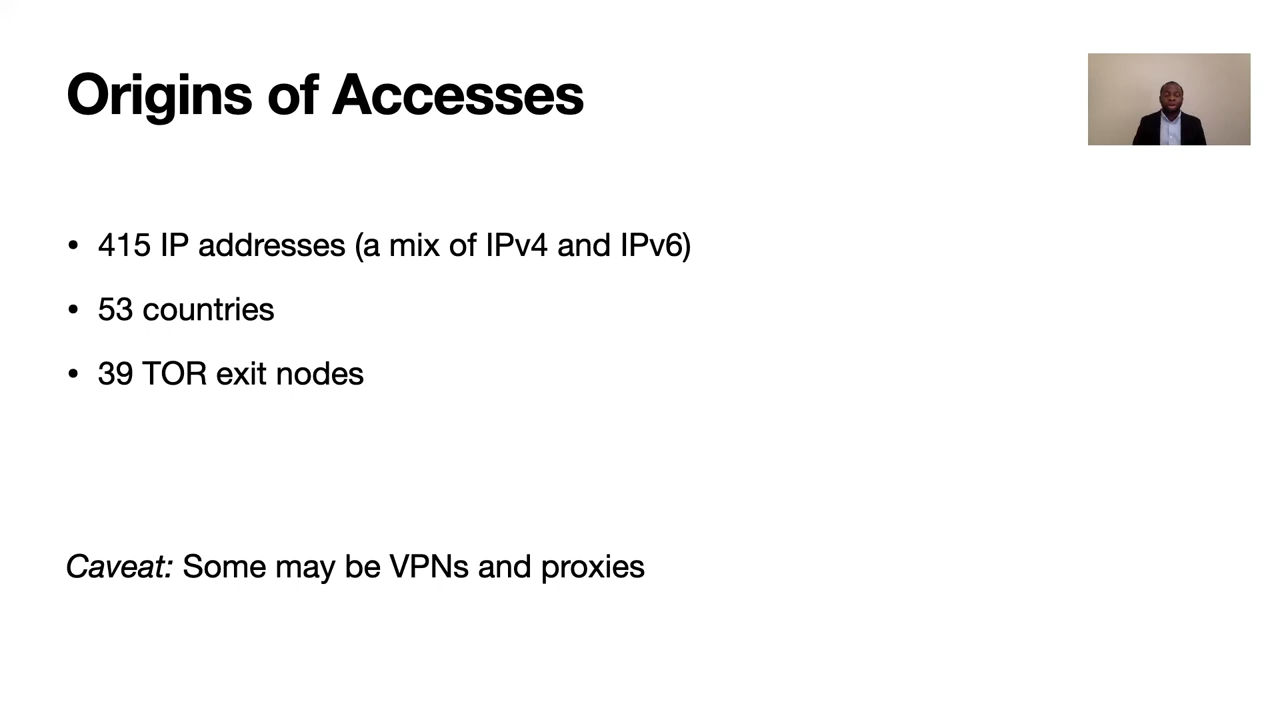 Origins of Accesses
• 415 IP addresses (a mix of IPv4 and IPv6)
• 53 countries
• 39 TOR exit nodes
Caveat: Some may be VPNs and proxies